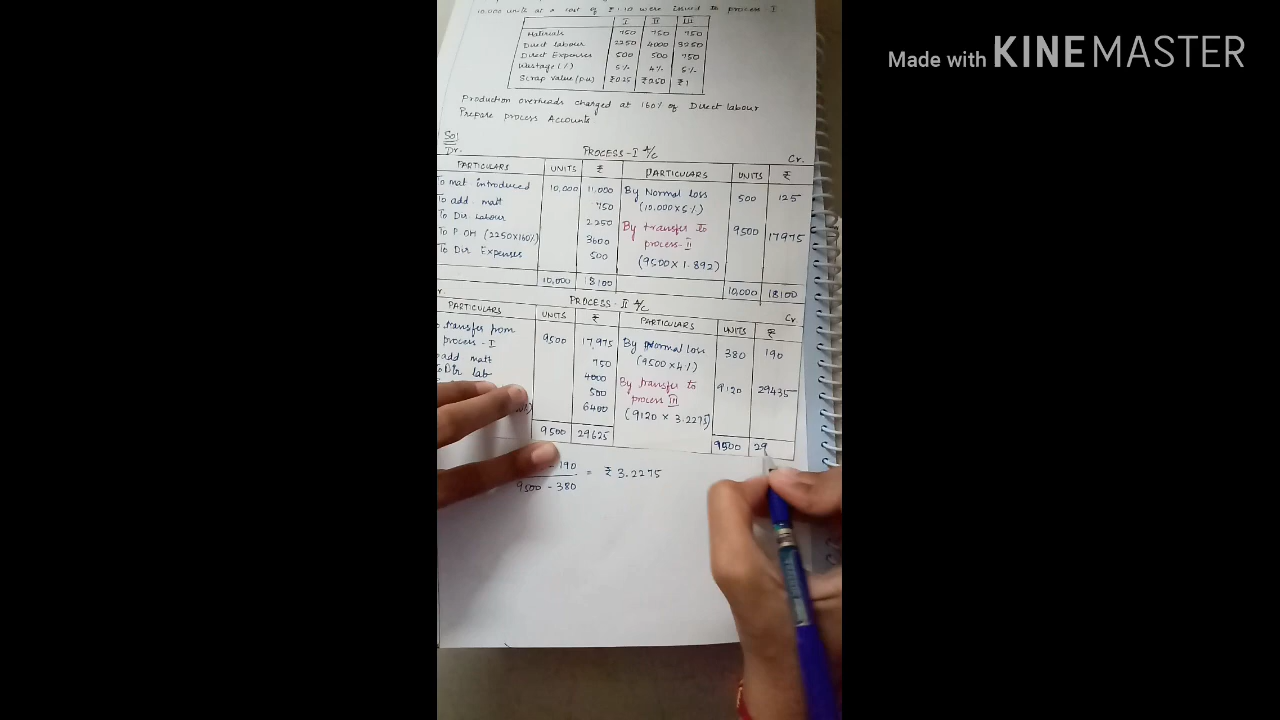 10,000 units at a cost of ₹1.10 were issued to process I
I II III
Materials 750 750 750
Direct labour 2250 4000 3250
Direct Expenses 500 500 750
Wastage (%) 5% 4% 5%
Scrap value (p.u) ₹0.25 ₹0.50 ₹1
Production overheads charged at 160% of Direct labour
Prepare process Accounts
Sol
Dr. PROCESS-I A/c Cr.
PARTICULARS UNITS ₹ PARTICULARS UNITS ₹
To mat introduced 10,000 11,000 By Normal loss 500 125
To add. matt 750 (10,000 x 5%)
To Dir Labour 2250 By transfer to 9500 17975
To P OH (2250x160%) 3600 process-II
To Dir Expenses 500 (9500 x 1.892)
10,000 18100 10,000 18100
r. PROCESS-II A/c Cr
PARTICULARS UNITS ₹ PARTICULARS UNITS ₹
transfer from
process-I 9500 17,975 By Normal loss 380 190
add matt 750 (9500 x 4%)
To Dir lab 4000 By transfer to 9120 29435
500 process III
6400 (9120 x 3.2275)
9500 29625 9500 29
- 190
9500 - 380 = ₹ 3.2275
Made with KINEMASTER